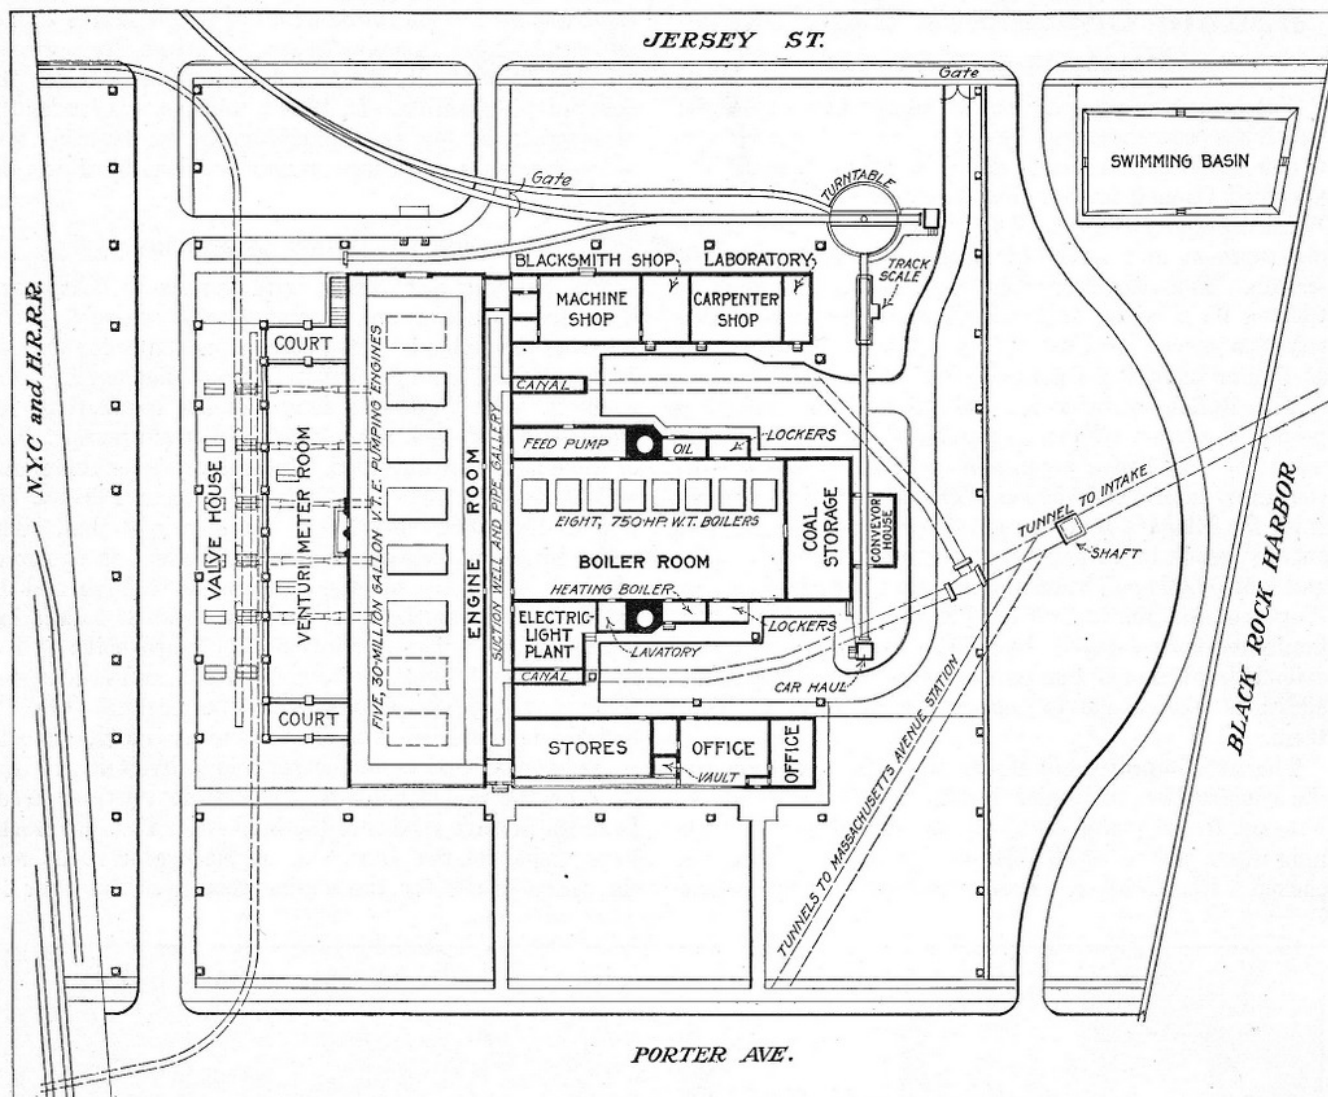 JERSEY ST.
Gate
SWIMMING BASIN
TURNTABLE
Gate
BLACKSMITH SHOP
LABORATORY
TRACK
SCALE
MACHINE
SHOP
CARPENTER
SHOP
N.Y.C and H.R.R.R.
COURT
CANAL
FEED PUMP
OIL
LOCKERS
VALVE HOUSE
VENTURI METER ROOM
FIVE, 30-MILLION GALLON V.T.E. PUMPING ENGINES
ENGINE ROOM
SUCTION WELL AND PIPE GALLERY
EIGHT, 750-HP. W.T. BOILERS
BOILER ROOM
COAL
STORAGE
CONVEYOR
HOUSE
TUNNEL TO INTAKE
SHAFT
BLACK ROCK HARBOR
HEATING BOILER
ELECTRIC-
LIGHT
PLANT
LOCKERS
LAVATORY
CANAL
CAR HAUL
COURT
STORES
OFFICE
OFFICE
VAULT
TUNNELS TO MASSACHUSETS AVENUE STATION
PORTER AVE.